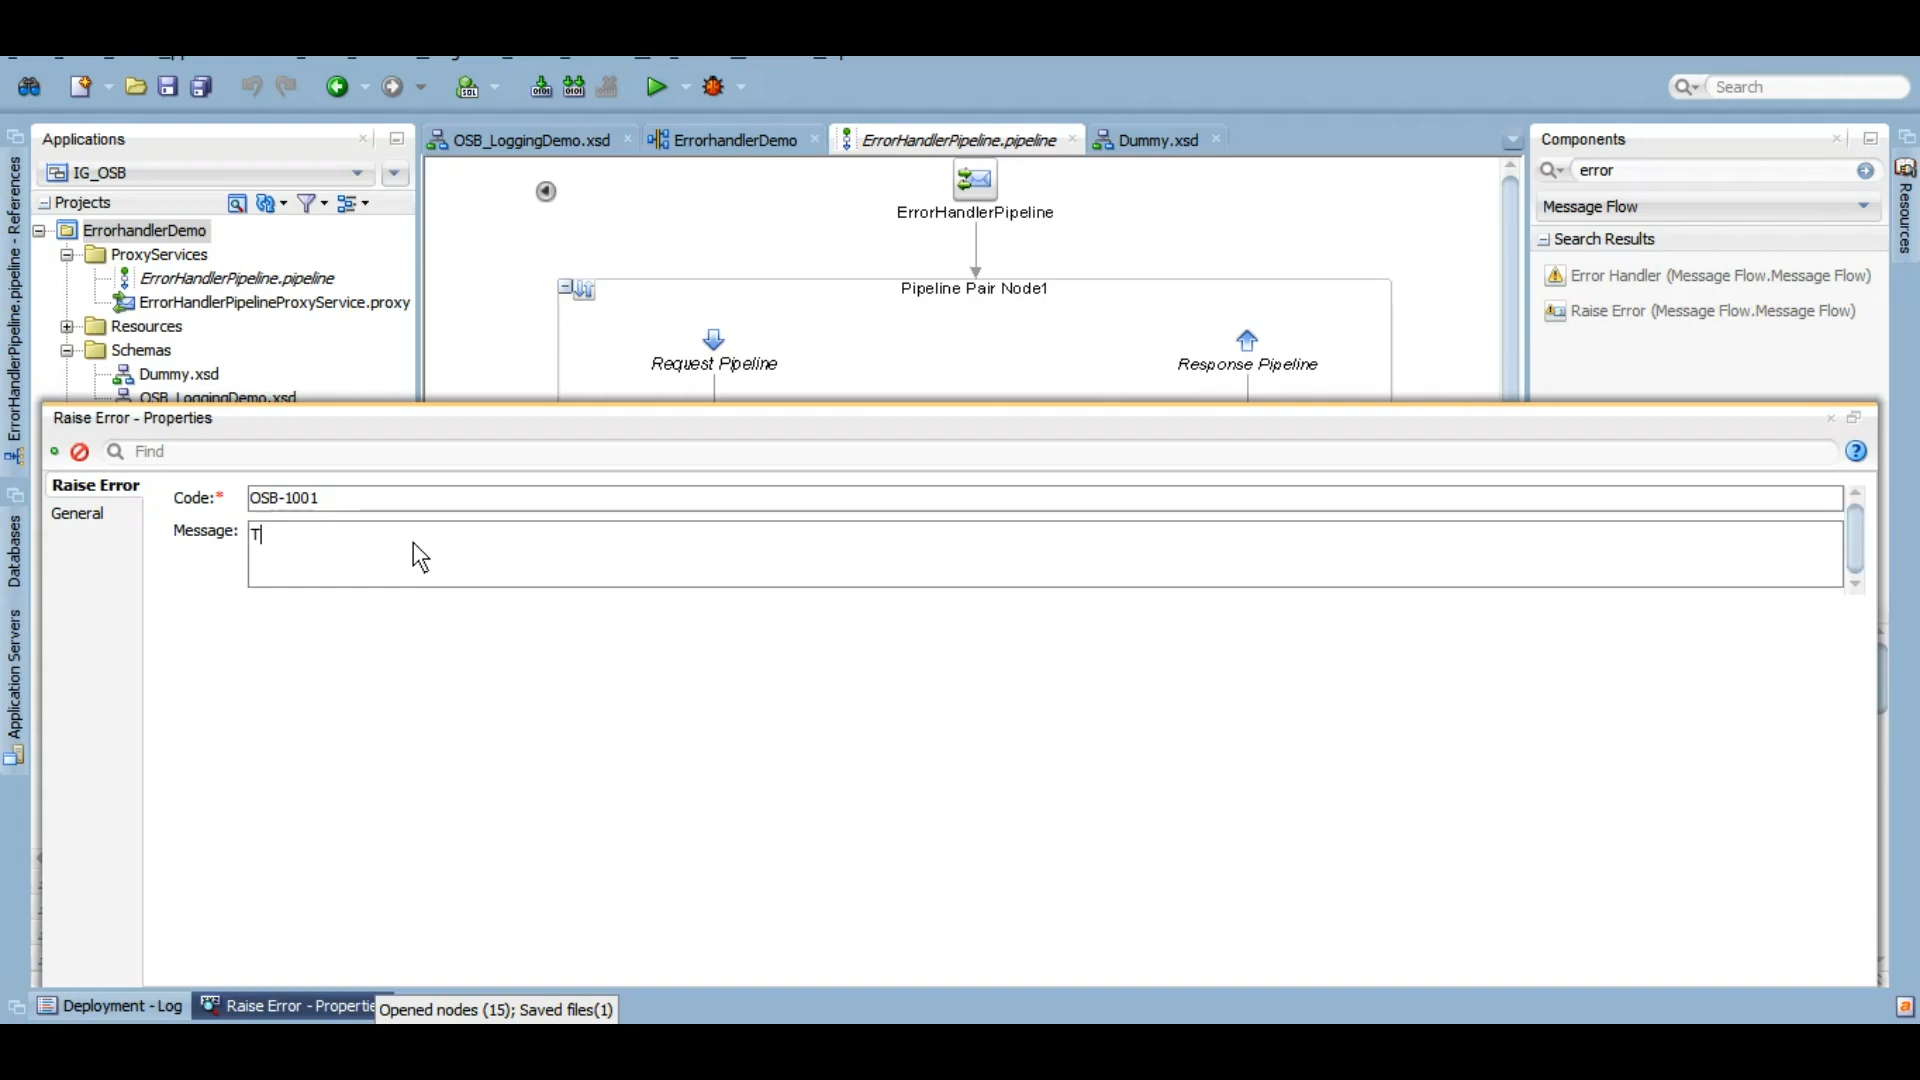 Search
Applications
OSB_LoggingDemo.xsd
ErrorhandlerDemo
ErrorHandlerPipeline.pipeline
Dummy.xsd
Components
IG_OSB
error
Projects
Message Flow
ErrorhandlerDemo
ProxyServices
ErrorHandlerPipeline.pipeline
ErrorHandlerPipelineProxyService.proxy
Resources
Schemas
Dummy.xsd
OSB_LoggingDemo.xsd
ErrorHandlerPipeline
Pipeline Pair Node1
Request Pipeline
Response Pipeline
Search Results
Error Handler (Message Flow.Message Flow)
Raise Error (Message Flow.Message Flow)
Resources
ErrorHandlerPipeline.pipeline - References
Databases
Application Servers
Raise Error - Properties
Find
Raise Error
General
Code:* OSB-1001
Message: T
Deployment - Log
Raise Error - Propertie
Opened nodes (15); Saved files(1)